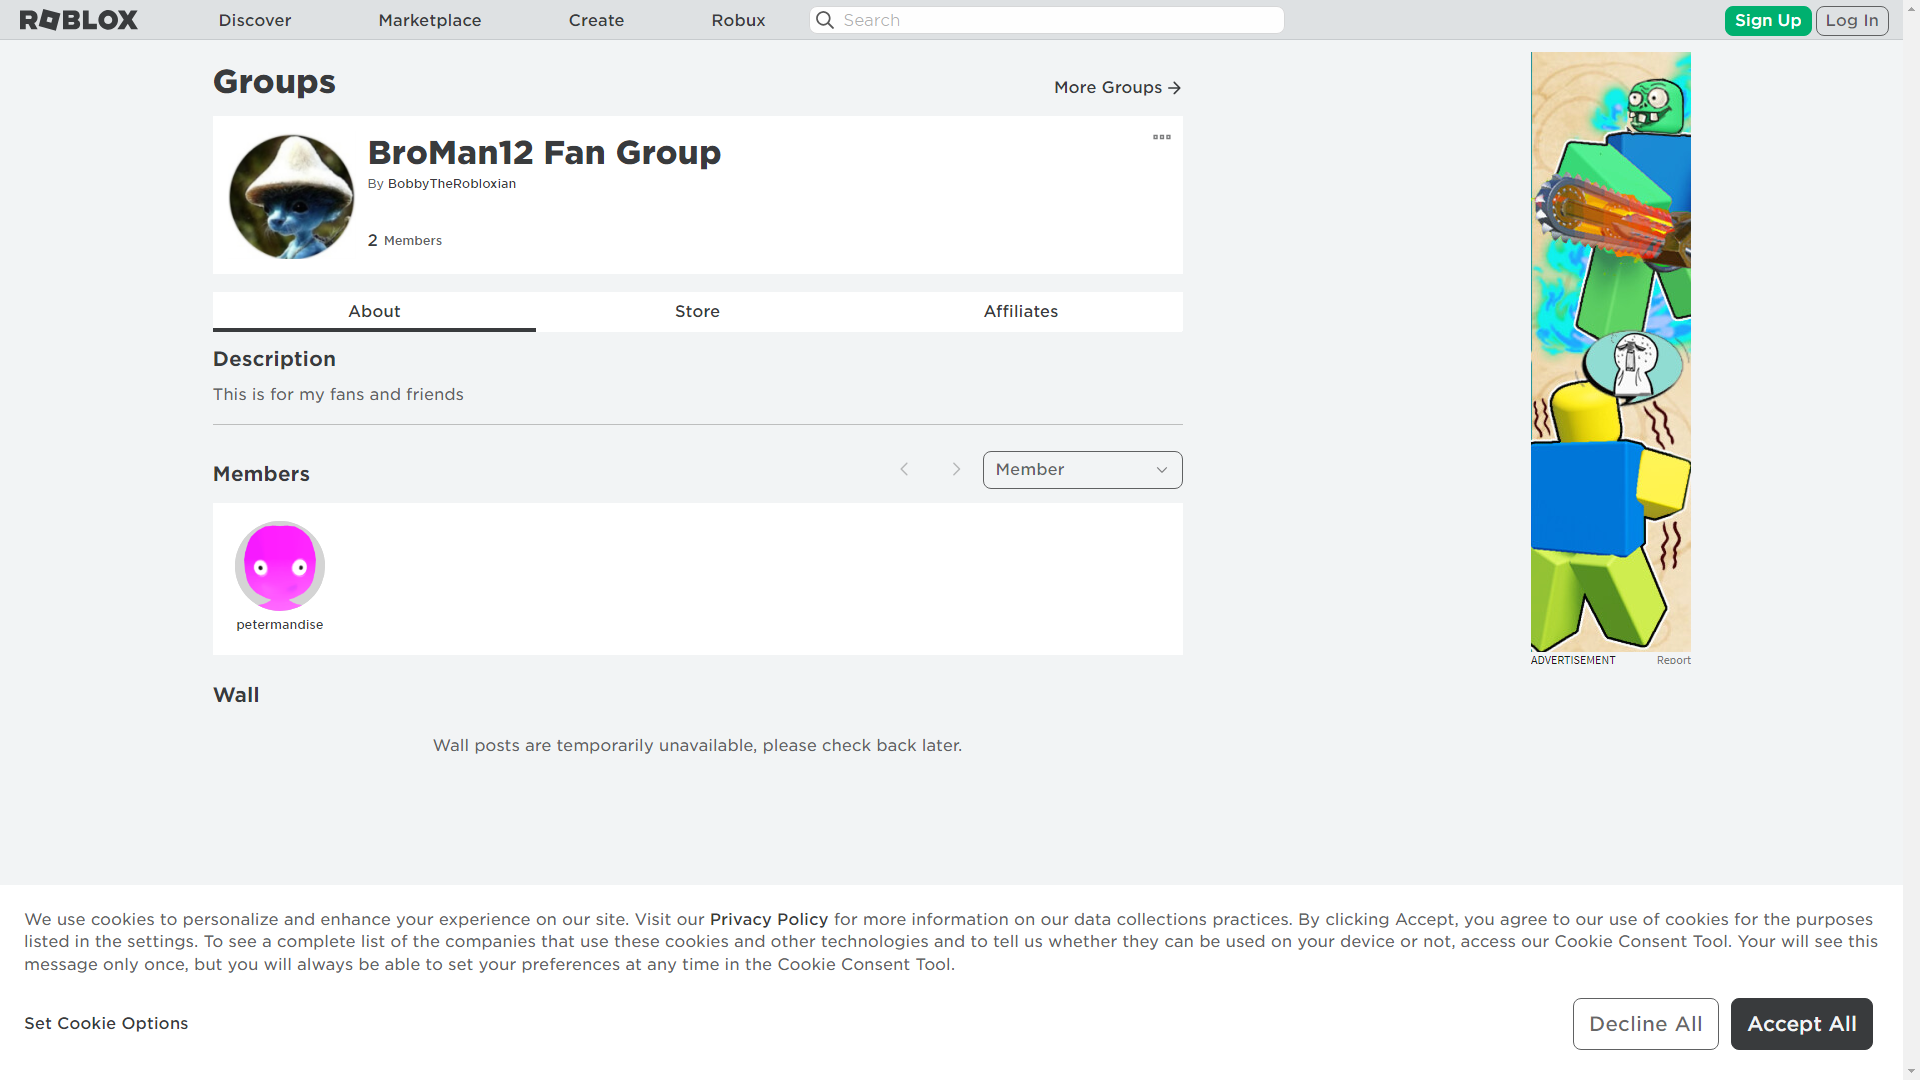 ROBLOX
Discover
Marketplace
Create
Robux
Search
Sign Up
Log In
Groups
More Groups
BroMan12 Fan Group
By BobbyTheRobloxian
2 Members
About
Store
Affiliates
Description
This is for my fans and friends
Members
Member
petermandise
ADVERTISEMENT
Report
Wall
Wall posts are temporarily unavailable, please check back later.
We use cookies to personalize and enhance your experience on our site. Visit our Privacy Policy for more information on our data collections practices. By clicking Accept, you agree to our use of cookies for the purposes
listed in the settings. To see a complete list of the companies that use these cookies and other technologies and to tell us whether they can be used on your device or not, access our Cookie Consent Tool. Your will see this
message only once, but you will always be able to set your preferences at any time in the Cookie Consent Tool.
Set Cookie Options
Decline All
Accept All